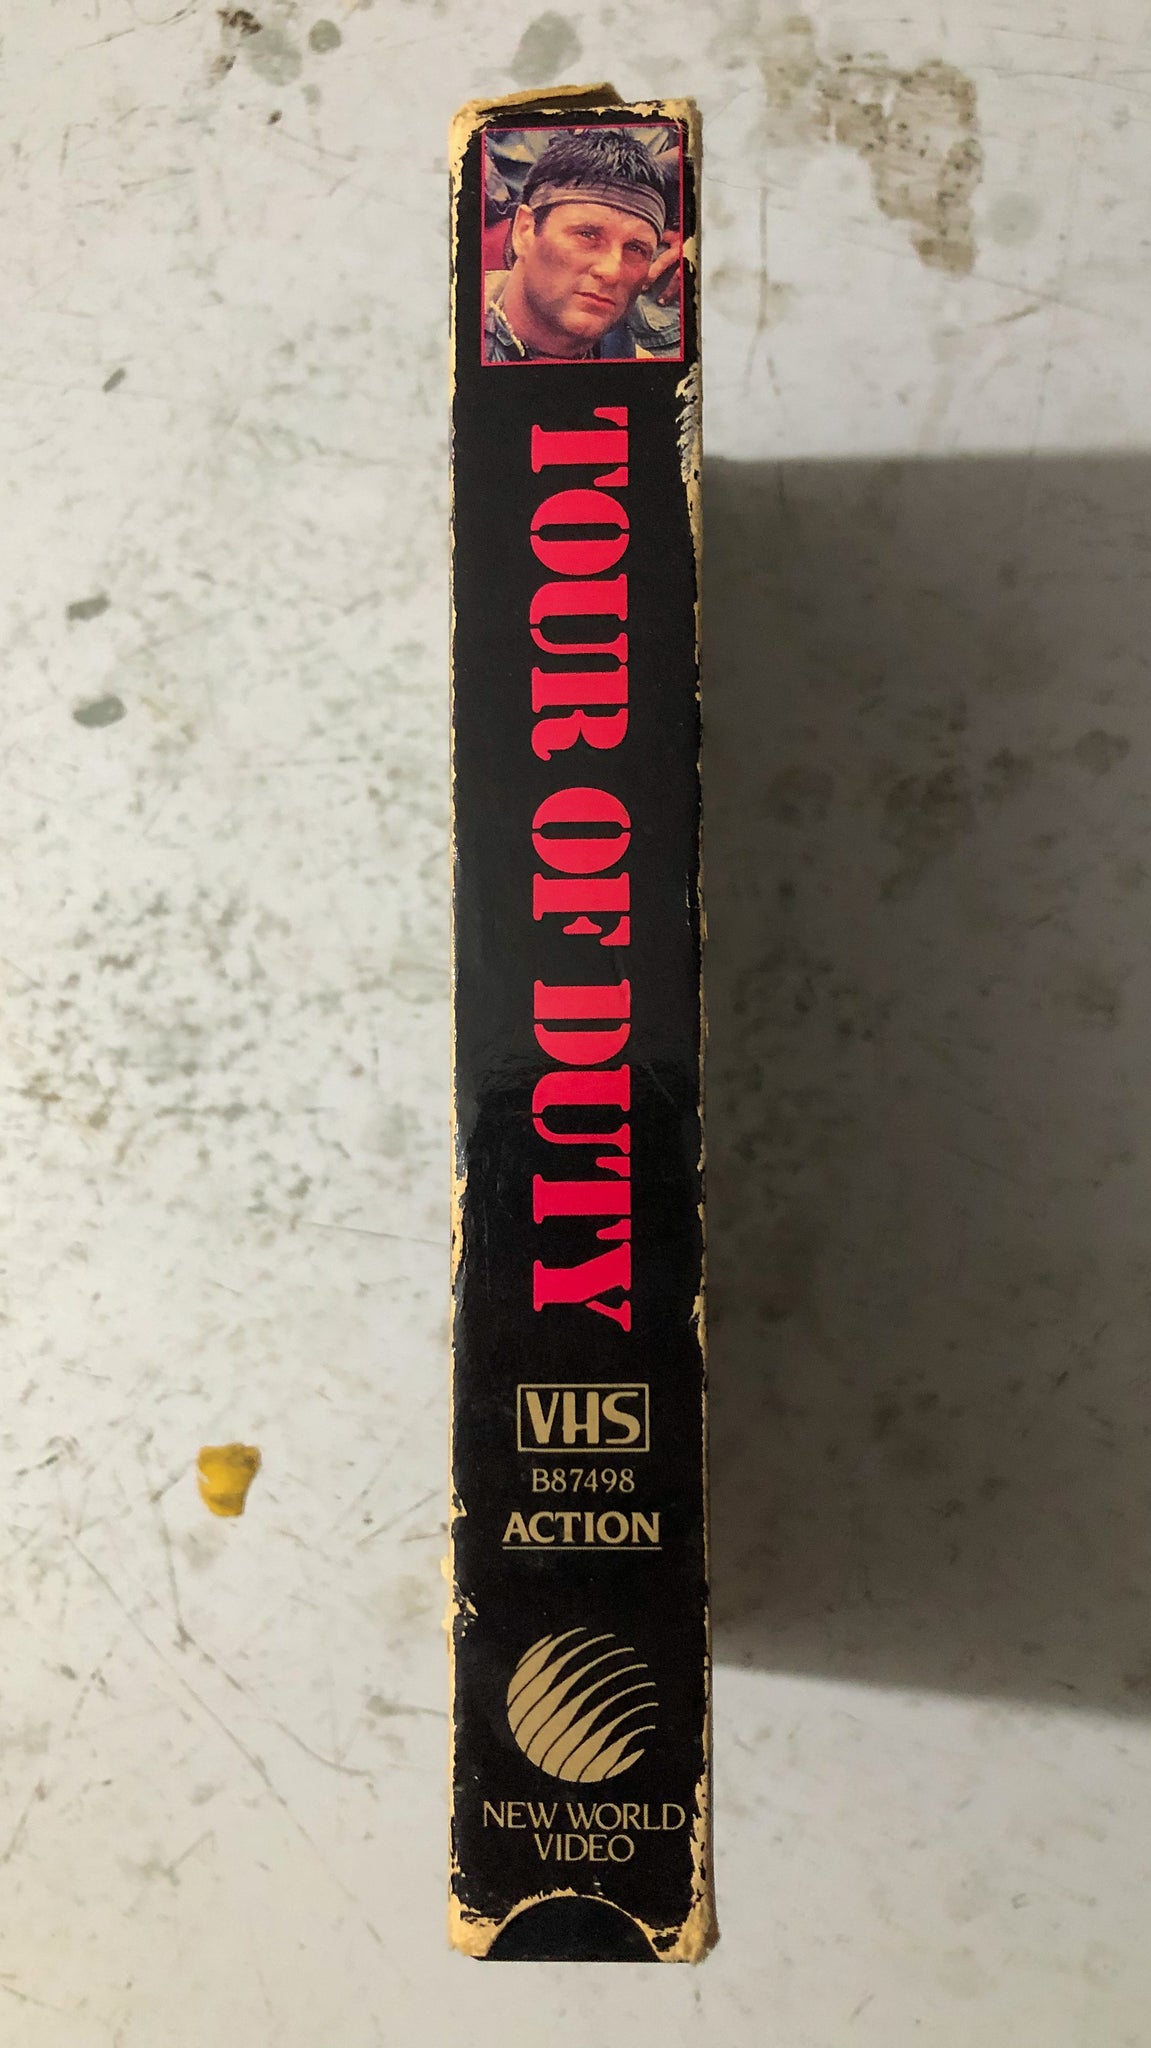 TOUR OF DUTY
VHS
B87498
ACTION
NEW WORLD
VIDEO